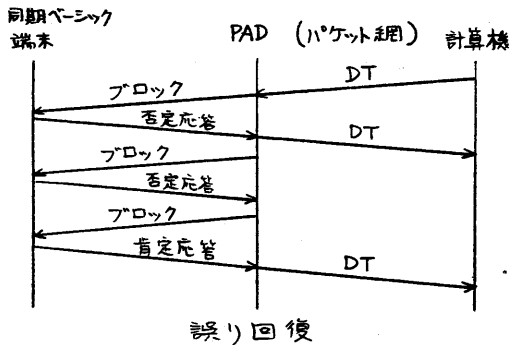 同期ベーシック
端末
PAD (パケット網)
計算機
DT
ブロック
否定応答
DT
ブロック
否定応答
ブロック
肯定応答
DT
誤り回復